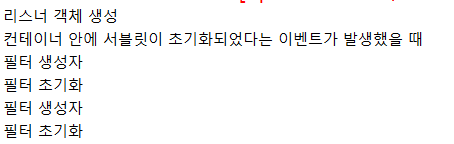 리스너 객체 생성
컨테이너 안에 서블릿이 초기화되었다는 이벤트가 발생했을 때
필터 생성자
필터 초기화
필터 생성자
필터 초기화